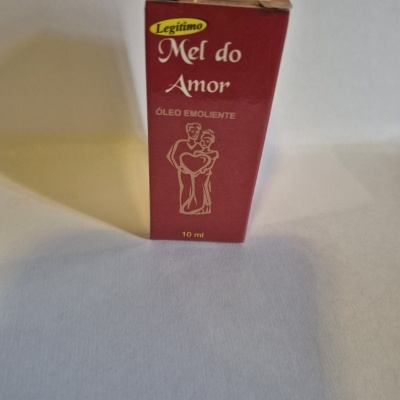 Legítimo
Mel do
Amor
ÓLEO EMOLIENTE
10 ml